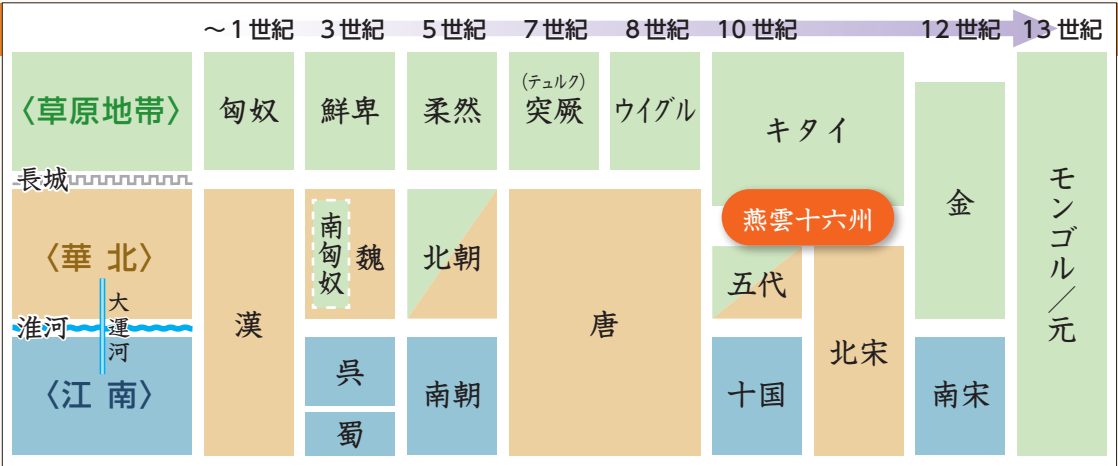 ～1世紀 3世紀 5世紀 7世紀 8世紀 10世紀 12世紀 13世紀
〈草原地帯〉
匈奴
鮮卑
柔然
(テュルク)
突厥
ウイグル
キタイ
長城
〈華 北〉
南匈奴
魏
北朝
燕雲十六州
五代
金
モンゴル／元
大運河
淮河
漢
唐
北宋
〈江 南〉
呉
蜀
南朝
十国
南宋